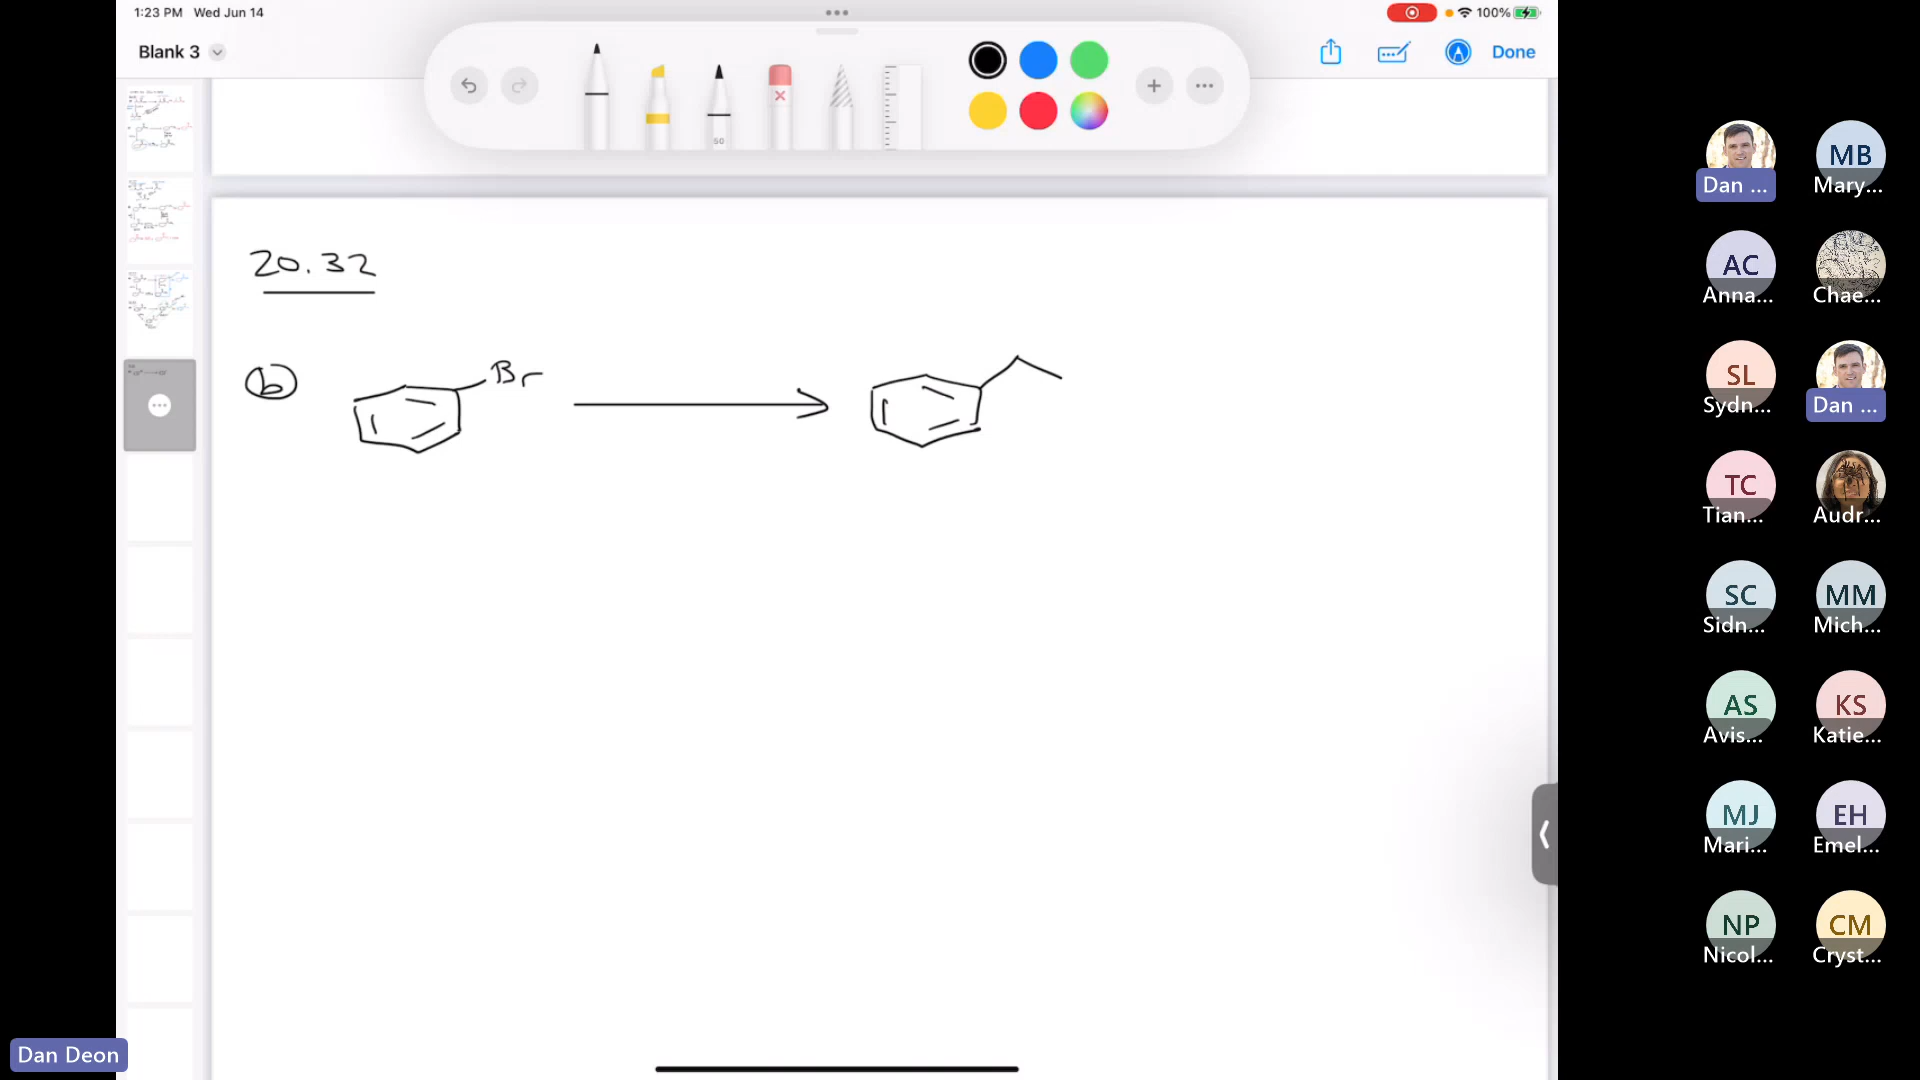 1:23 PM Wed Jun 14
100%
Blank 3
Done
50
20.32
b
Br
Dan ...
MB
Mary...
AC
Anna...
Chae...
SL
Sydn...
Dan ...
TC
Tian...
Audr...
SC
Sidn...
MM
Mich...
AS
Avis...
KS
Katie...
MJ
Mari...
EH
Emel...
NP
Nicol...
CM
Cryst...
Dan Deon